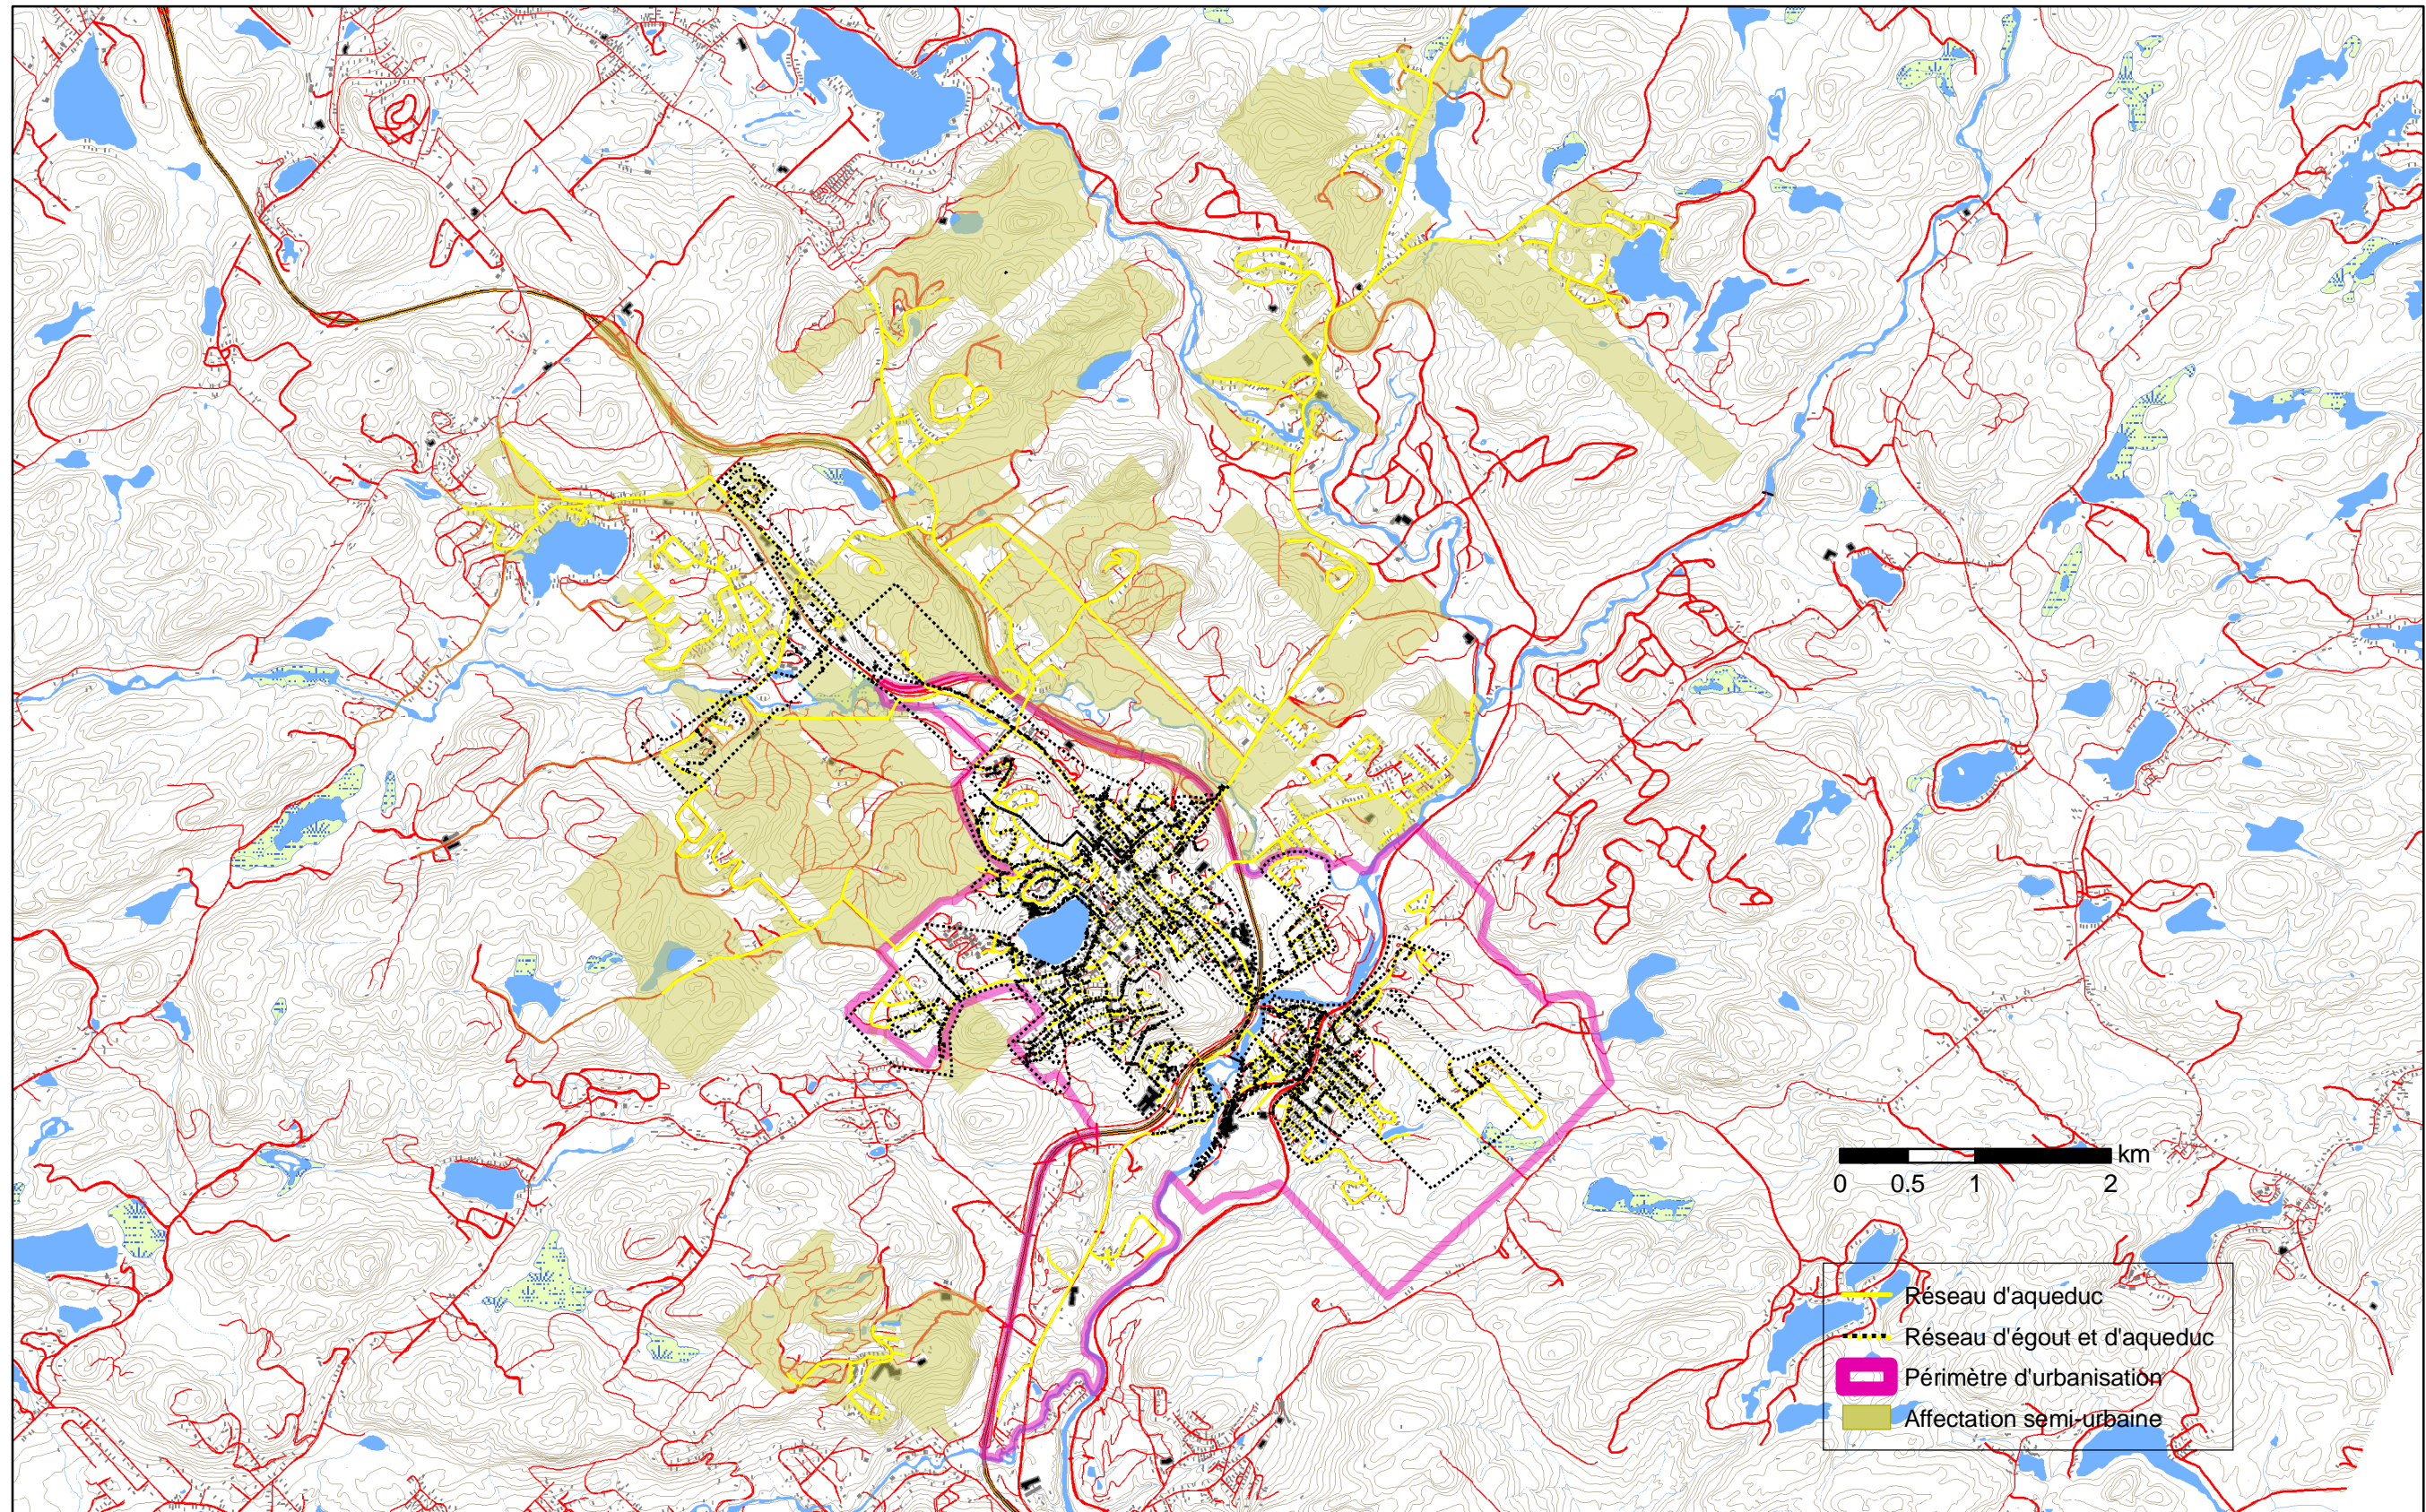 km
0 0.5 1 2
Réseau d'aqueduc
Réseau d'égout et d'aqueduc
Périmètre d'urbanisation
Affectation semi-urbaine